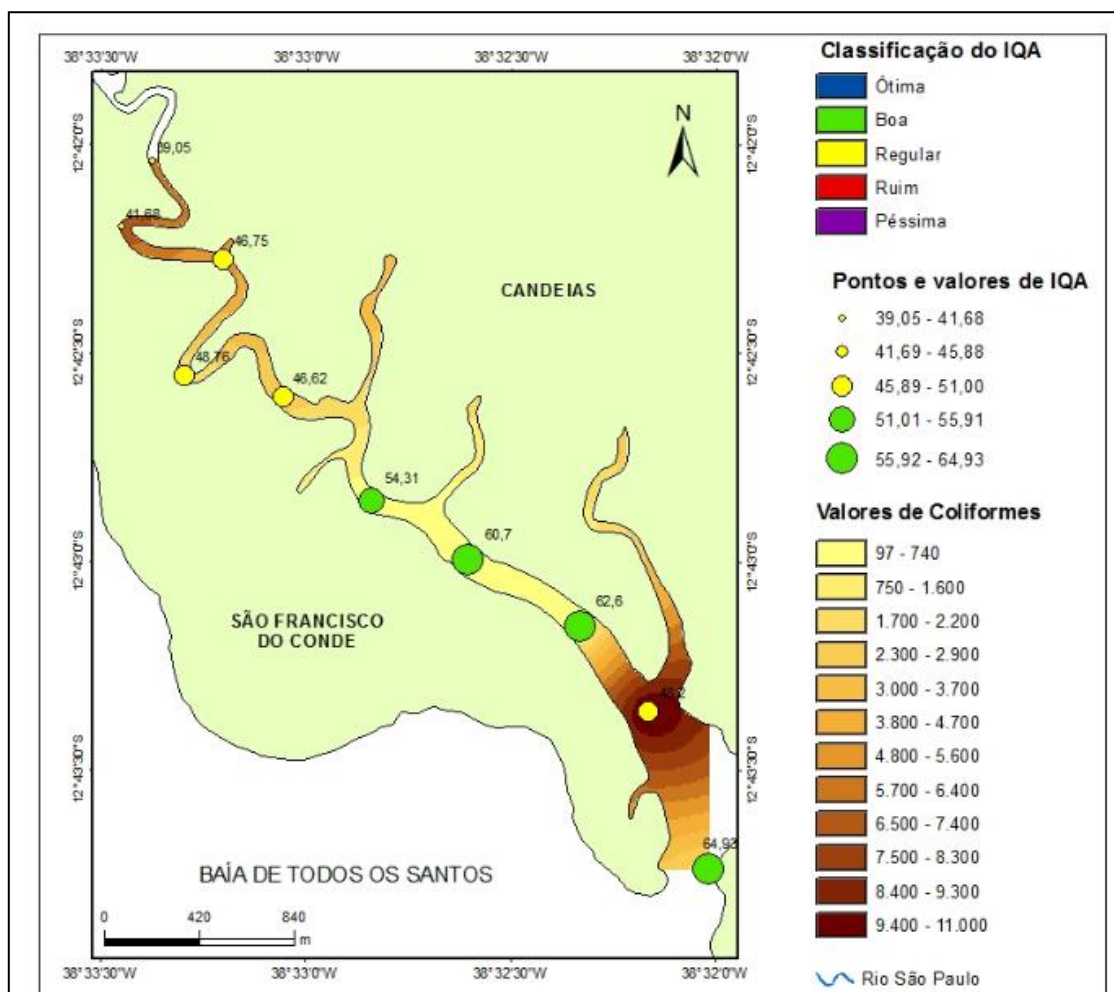 38°33'30"W
38°33'0"W
38°32'30"W
38°32'0"W
12°42'0"S
12°42'30"S
12°43'0"S
12°43'30"S
12°42'0"S
12°42'30"S
12°43'0"S
12°43'30"S
N
39,05
41,68
46,75
CANDEIAS
48,76
46,62
54,31
60,7
62,6
SÃO FRANCISCO
DO CONDE
64,93
BAÍA DE TODOS OS SANTOS
0 420 840
m
38°33'30"W
38°33'0"W
38°32'30"W
38°32'0"W
Classificação do IQA
Ótima
Boa
Regular
Ruim
Péssima
Pontos e valores de IQA
39,05 - 41,68
41,69 - 45,88
45,89 - 51,00
51,01 - 55,91
55,92 - 64,93
Valores de Coliformes
97 - 740
750 - 1.600
1.700 - 2.200
2.300 - 2.900
3.000 - 3.700
3.800 - 4.700
4.800 - 5.600
5.700 - 6.400
6.500 - 7.400
7.500 - 8.300
8.400 - 9.300
9.400 - 11.000
Rio São Paulo